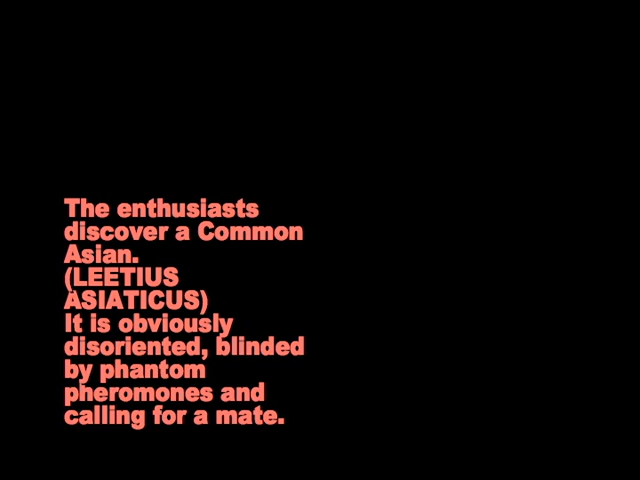 The enthusiasts
discover a Common
Asian.
(LEETIUS
ASIATICUS)
It is obviously
disoriented, blinded
by phantom
pheromones and
calling for a mate.